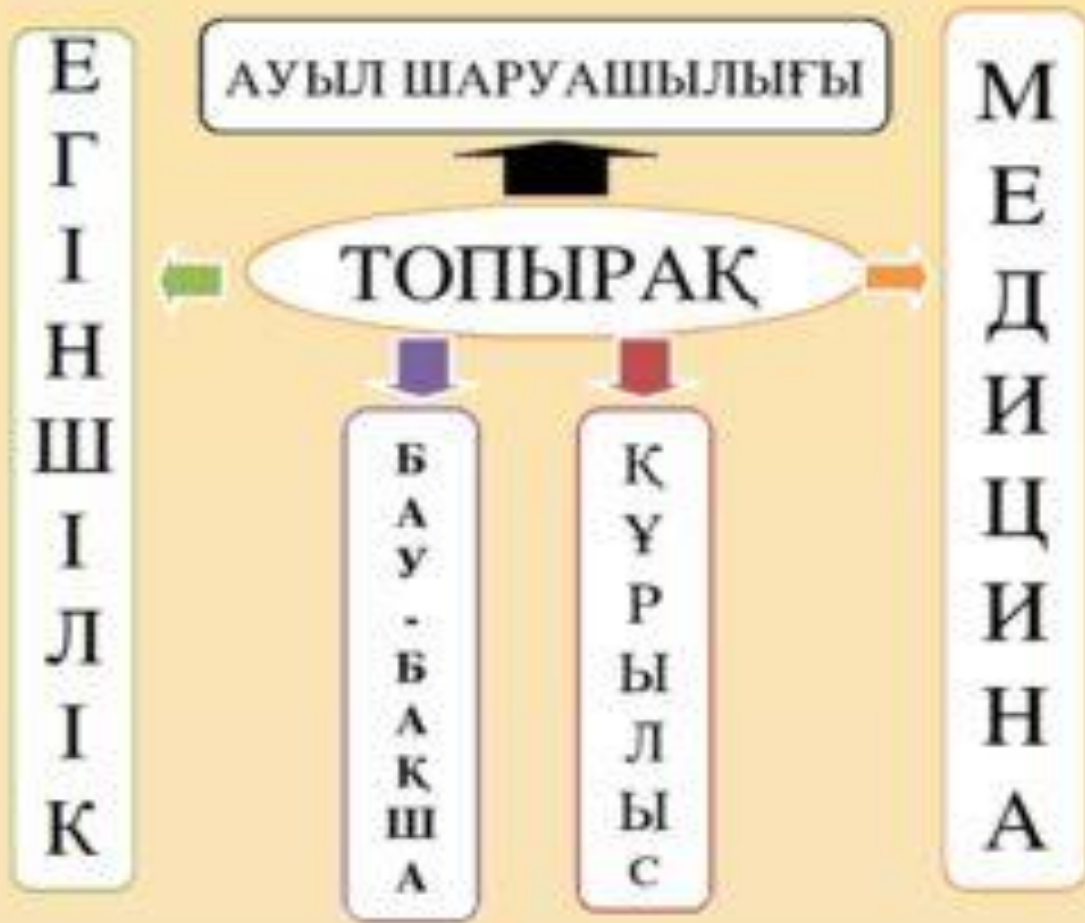 АУЫЛ ШАРУАШЫЛЫҒЫ
ТОПЫРАҚ
ЕГІНШІЛІК
БАУ-БАҚША
ҚҰРЫЛЫС
МЕДИЦИНА